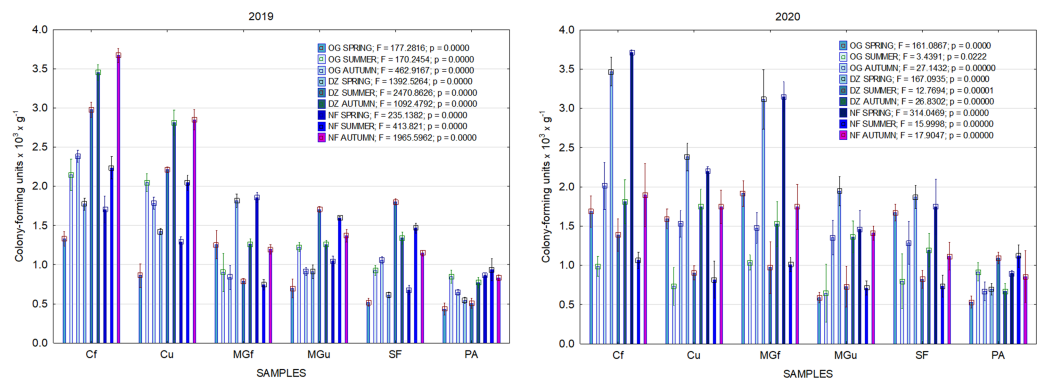 2019
4.0
3.5
3.0
2.5
2.0
1.5
1.0
0.5
0.0
Colony-forming units x 10³ x g⁻¹
OG SPRING; F = 177.2816; p = 0.0000
OG SUMMER; F = 170.2454; p = 0.0000
OG AUTUMN; F = 462.9167; p = 0.0000
DZ SPRING; F = 1392.5264; p = 0.0000
DZ SUMMER; F = 2470.8626; p = 0.0000
DZ AUTUMN; F = 1092.4792; p = 0.0000
NF SPRING; F = 235.1382; p = 0.0000
NF SUMMER; F = 413.821; p = 0.0000
NF AUTUMN; F = 1965.5962; p = 0.0000
Cf Cu MGf MGu SF PA
SAMPLES
2020
4.0
3.5
3.0
2.5
2.0
1.5
1.0
0.5
0.0
Colony-forming units x 10³ x g⁻¹
OG SPRING; F = 161.0867; p = 0.0000
OG SUMMER; F = 3.4391; p = 0.0222
OG AUTUMN; F = 27.1432; p = 0.00000
DZ SPRING; F = 167.0935; p = 0.0000
DZ SUMMER; F = 12.7694; p = 0.00001
DZ AUTUMN; F = 26.8302; p = 0.00000
NF SPRING; F = 314.0469; p = 0.0000
NF SUMMER; F = 15.9998; p = 0.00000
NF AUTUMN; F = 17.9047; p = 0.00000
Cf Cu MGf MGu SF PA
SAMPLES